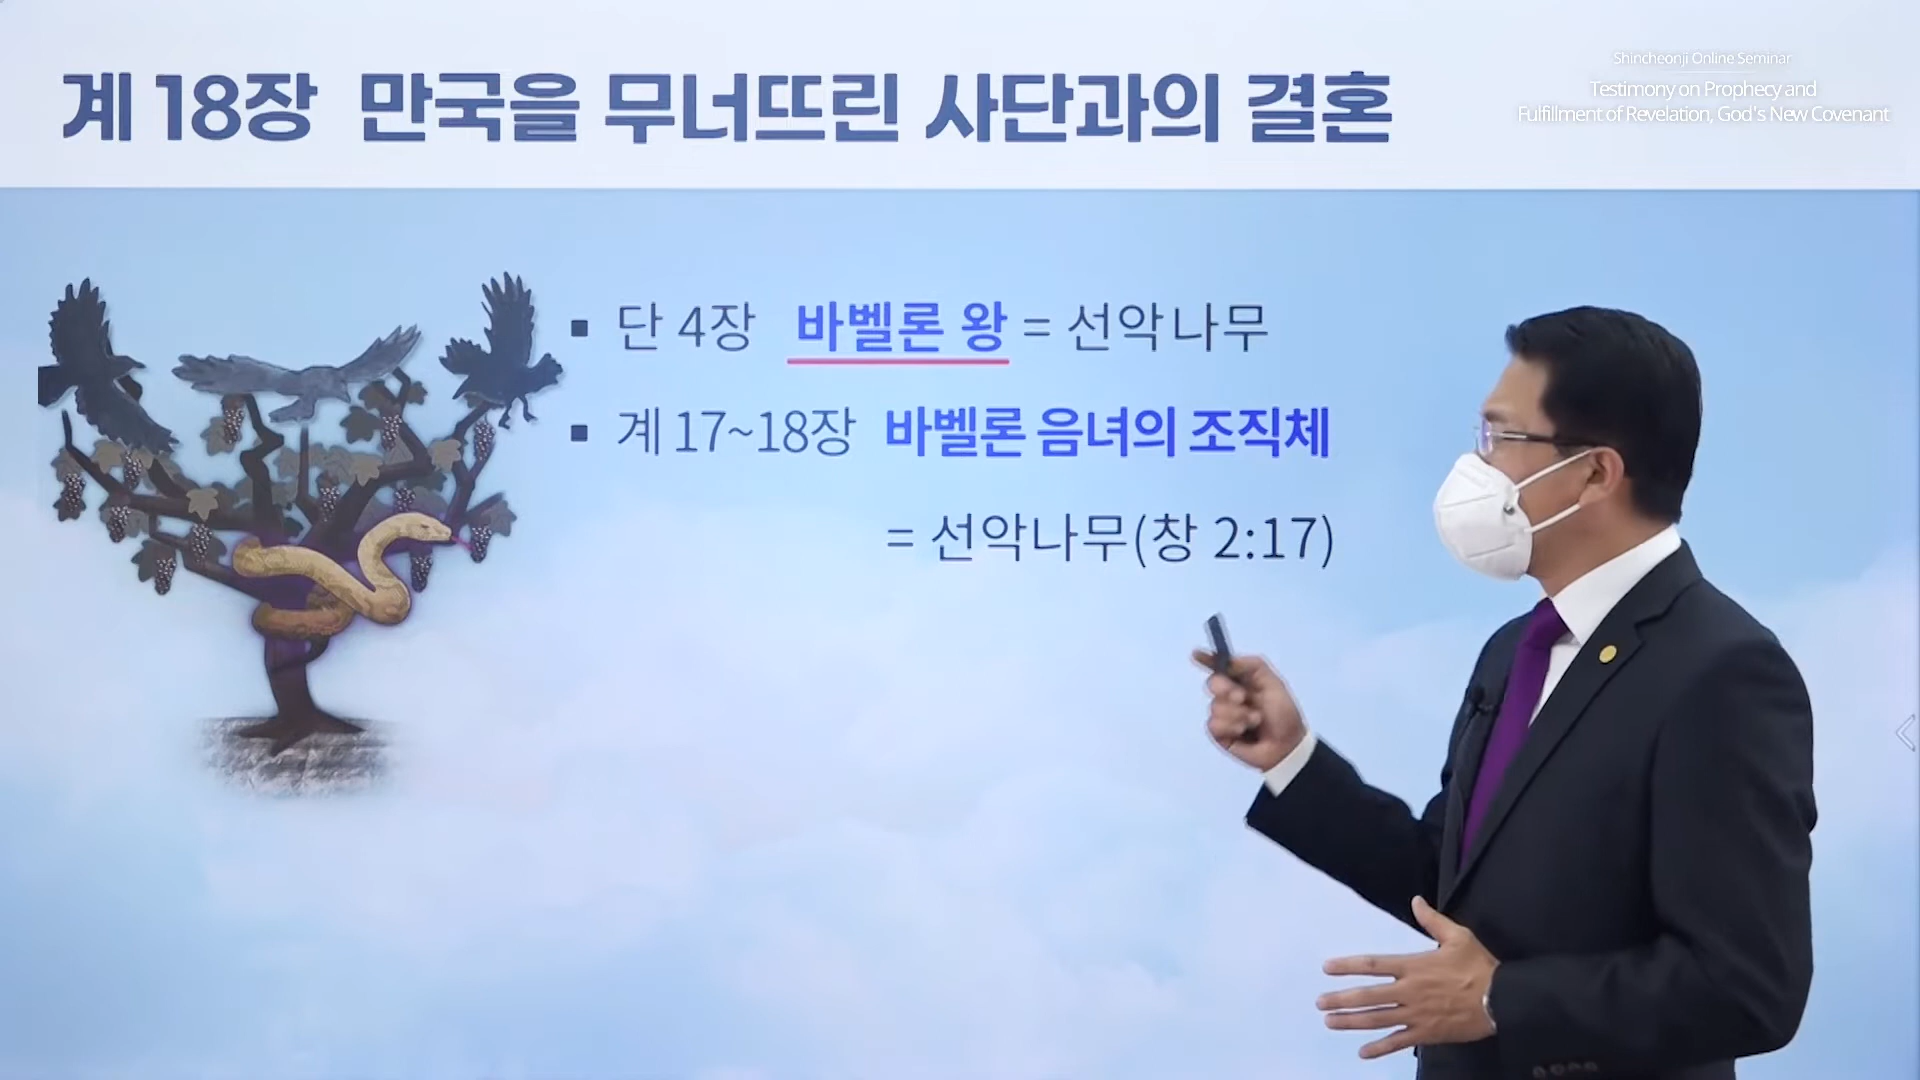 계 18장 만국을 무너뜨린 사단과의 결혼
Shincheonji Online Seminar
Testimony on Prophecy and
Fulfillment of Revelation, God's New Covenant
▪ 단 4장 바벨론 왕 = 선악나무
▪ 계 17~18장 바벨론 음녀의 조직체
= 선악나무(창 2:17)